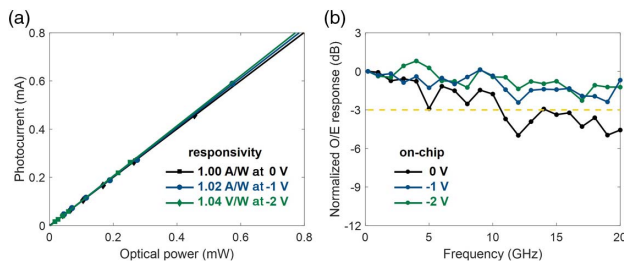 (a)
0.8
0.6
0.4
0.2
0
0
0.2
0.4
0.6
0.8
Photocurrent (mA)
Optical power (mW)
responsivity
1.00 A/W at 0 V
1.02 A/W at -1 V
1.04 V/W at -2 V
(b)
3
0
-3
-6
-9
-12
0
5
10
15
20
Normalized O/E response (dB)
Frequency (GHz)
on-chip
0 V
-1 V
-2 V